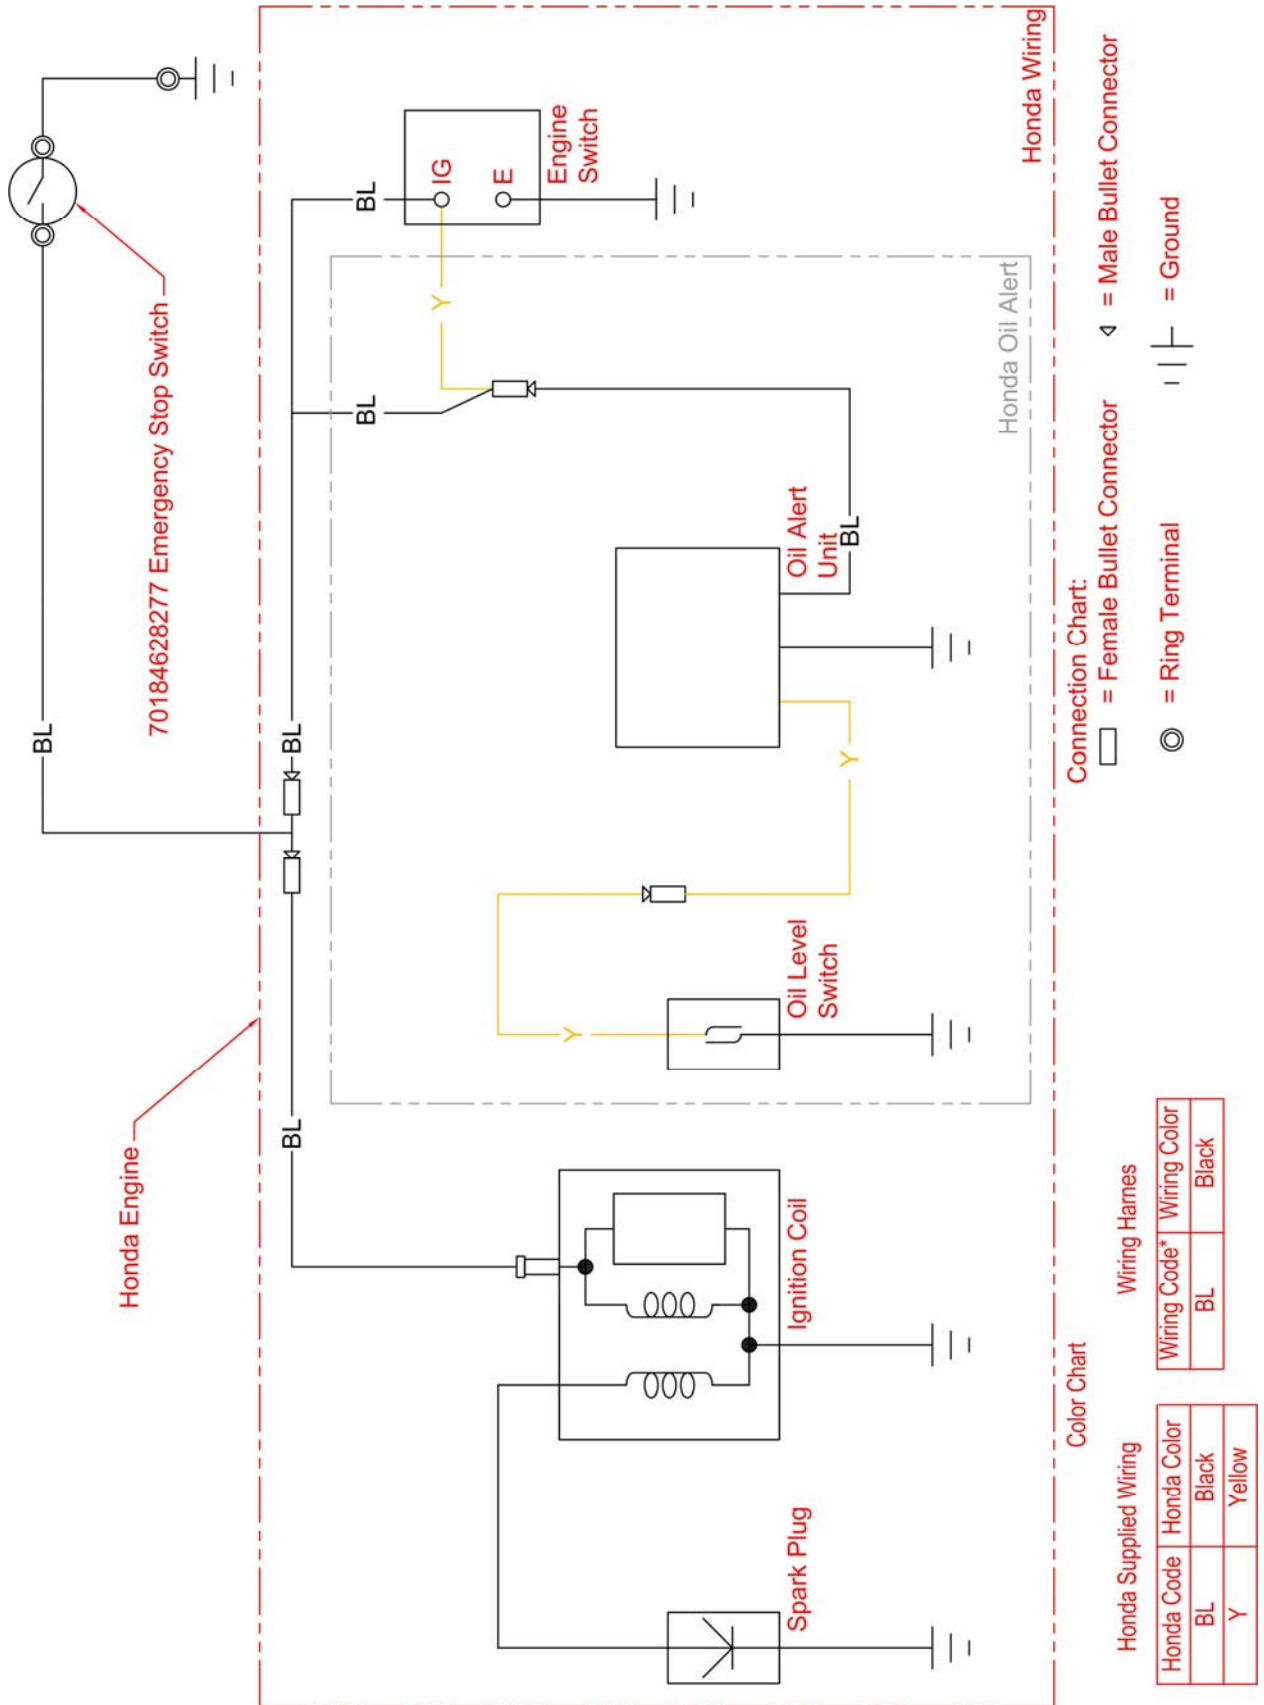 Honda Engine
70184628277 Emergency Stop Switch
BL
BL
BL
BL
BL
IG
E
Engine
Switch
Y
Honda Wiring
Honda Oil Alert
Oil Alert
Unit
BL
Y
Y
Oil Level
Switch
Ignition Coil
Spark Plug
Color Chart
Honda Supplied Wiring
Honda Code Honda Color
BL Black
Y Yellow
Wiring Harnes
Wiring Code* Wiring Color
BL Black
Connection Chart:
= Female Bullet Connector
= Male Bullet Connector
= Ring Terminal
= Ground